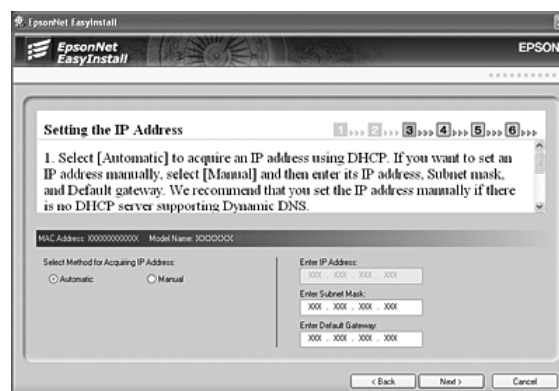 EpsonNet EasyInstall
EpsonNet
EasyInstall
EPSON
Setting the IP Address
1 2 3 4 5 6
1. Select [Automatic] to acquire an IP address using DHCP. If you want to set an
IP address manually, select [Manual] and then enter its IP address, Subnet mask,
and Default gateway. We recommend that you set the IP address manually if there
is no DHCP server supporting Dynamic DNS.
MAC Address: XXXXXXXXXXXX Model Name: XXXXXXX
Select Method for Acquiring IP Address:
Automatic Manual
Enter IP Address:
XXX . XXX . XXX . XXX
Enter Subnet Mask:
XXX . XXX . XXX . XXX
Enter Default Gateway:
XXX . XXX . XXX . XXX
< Back Next > Cancel